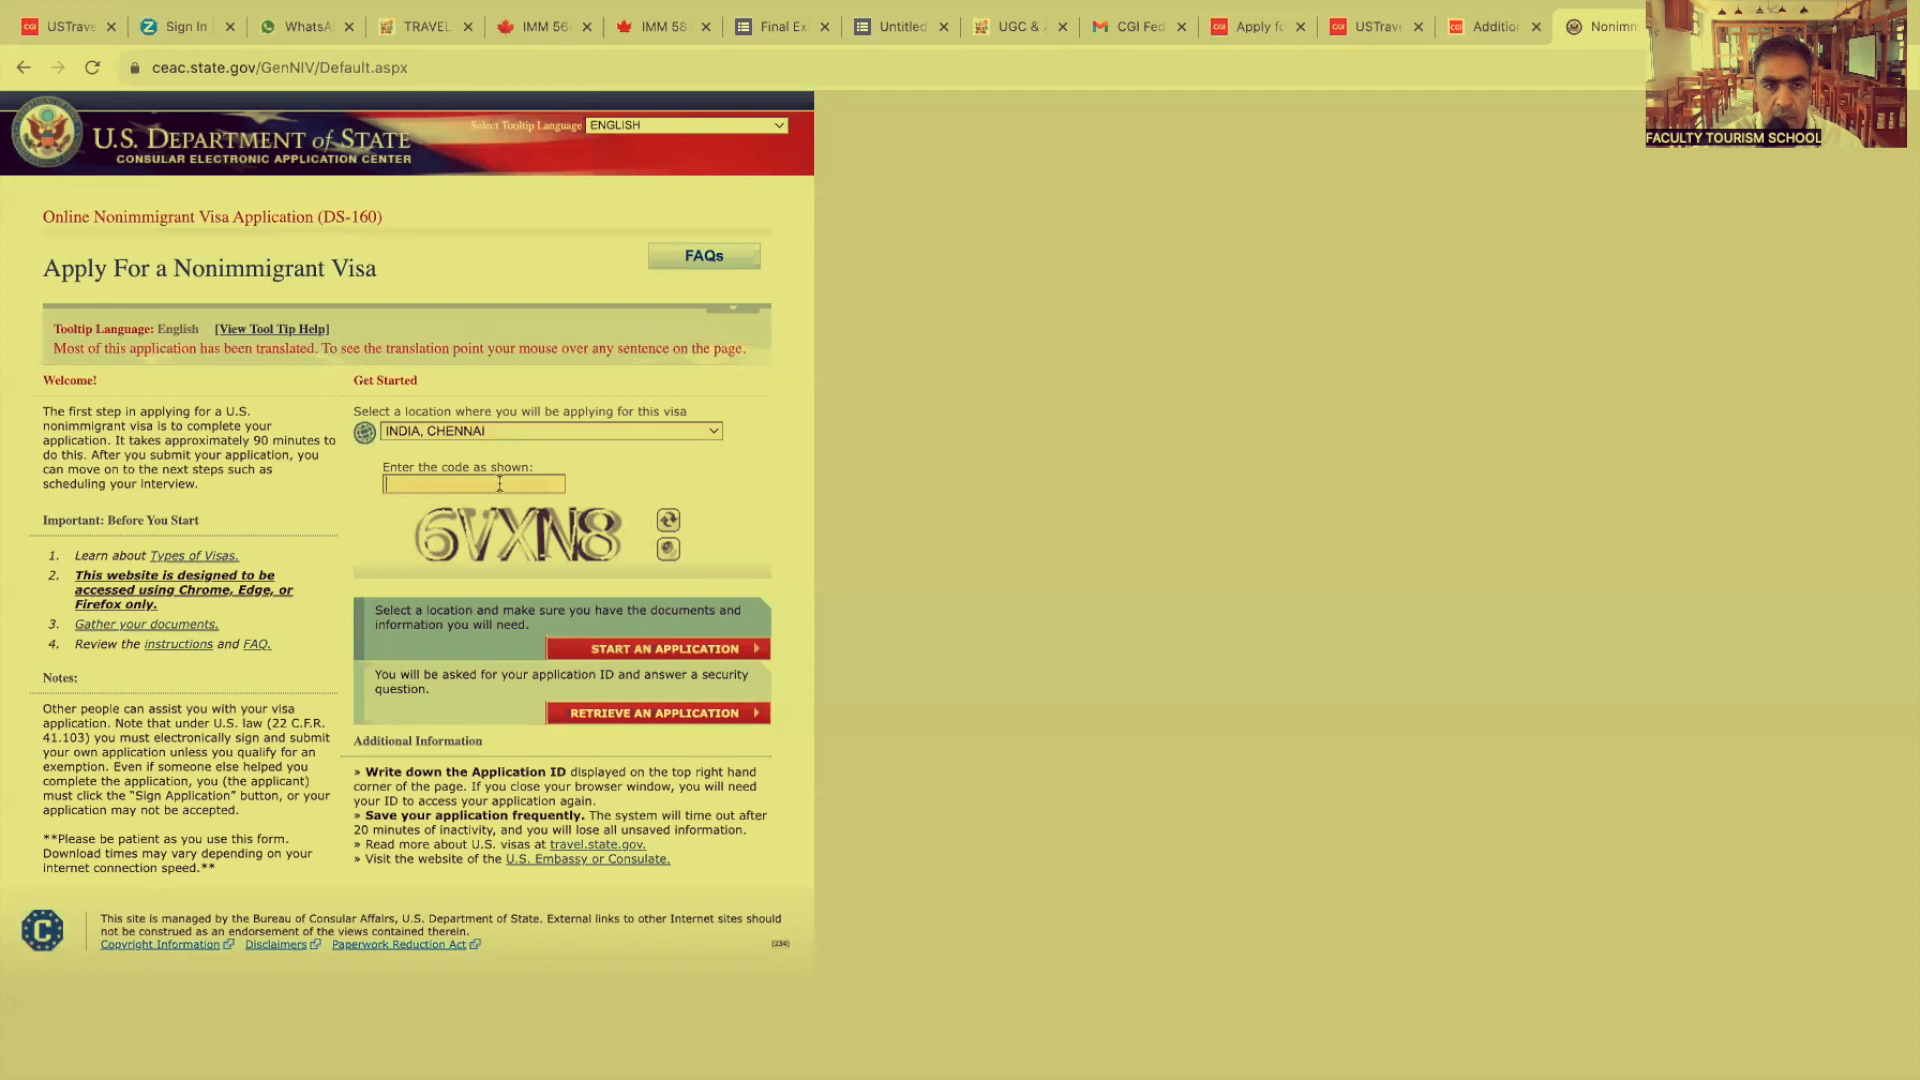 USTrave
Sign In
WhatsA
TRAVEL
IMM 56
IMM 58
Final Ex
Untitled
UGC &
CGI Fed
Apply fo
USTrave
Addition
Nonimm
ceac.state.gov/GenNIV/Default.aspx
FACULTY TOURISM SCHOOL
U.S. DEPARTMENT of STATE
CONSULAR ELECTRONIC APPLICATION CENTER
Select Tooltip Language ENGLISH
Online Nonimmigrant Visa Application (DS-160)
Apply For a Nonimmigrant Visa
FAQs
Tooltip Language: English [View Tool Tip Help]
Most of this application has been translated. To see the translation point your mouse over any sentence on the page.
Welcome!
The first step in applying for a U.S.
nonimmigrant visa is to complete your
application. It takes approximately 90 minutes to
do this. After you submit your application, you
can move on to the next steps such as
scheduling your interview.
Important: Before You Start
1. Learn about Types of Visas.
2. This website is designed to be
accessed using Chrome, Edge, or
Firefox only.
3. Gather your documents.
4. Review the instructions and FAQ.
Notes:
Other people can assist you with your visa
application. Note that under U.S. law (22 C.F.R.
41.103) you must electronically sign and submit
your own application unless you qualify for an
exemption. Even if someone else helped you
complete the application, you (the applicant)
must click the “Sign Application” button, or your
application may not be accepted.
**Please be patient as you use this form.
Download times may vary depending on your
internet connection speed.**
Get Started
Select a location where you will be applying for this visa
INDIA, CHENNAI
Enter the code as shown:
6VXN8
Select a location and make sure you have the documents and
information you will need.
START AN APPLICATION
You will be asked for your application ID and answer a security
question.
RETRIEVE AN APPLICATION
Additional Information
» Write down the Application ID displayed on the top right hand
corner of the page. If you close your browser window, you will need
your ID to access your application again.
» Save your application frequently. The system will time out after
20 minutes of inactivity, and you will lose all unsaved information.
» Read more about U.S. visas at travel.state.gov.
» Visit the website of the U.S. Embassy or Consulate.
This site is managed by the Bureau of Consular Affairs, U.S. Department of State. External links to other Internet sites should
not be construed as an endorsement of the views contained therein.
Copyright Information Disclaimers Paperwork Reduction Act
(234)